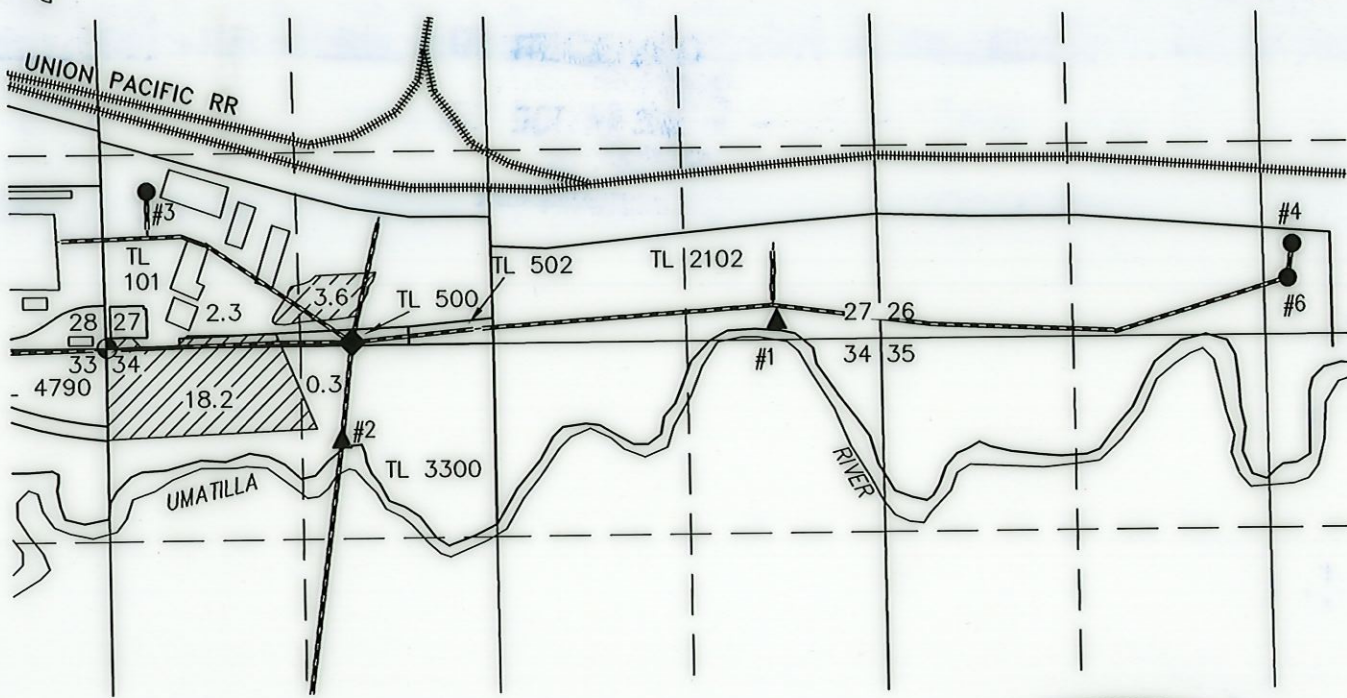 UNION PACIFIC RR
#3
#4
TL
101
TL 502
TL 2102
#6
3.6
TL 500
2.3
28 27
27 26
33 34
34 35
#1
4790
0.3
18.2
#2
TL 3300
RIVER
UMATILLA